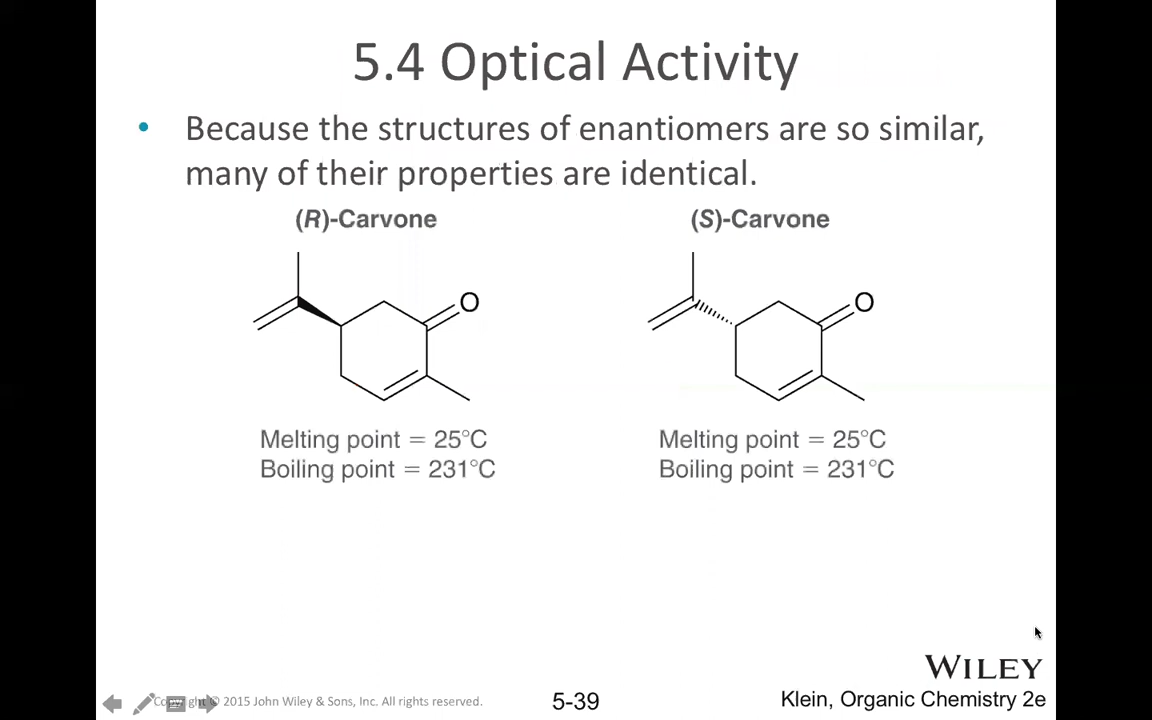 5.4 Optical Activity
• Because the structures of enantiomers are so similar,
many of their properties are identical.
(R)-Carvone (S)-Carvone
O O
Melting point = 25°C Melting point = 25°C
Boiling point = 231°C Boiling point = 231°C
WILEY
Copyright © 2015 John Wiley & Sons, Inc. All rights reserved. 5-39 Klein, Organic Chemistry 2e